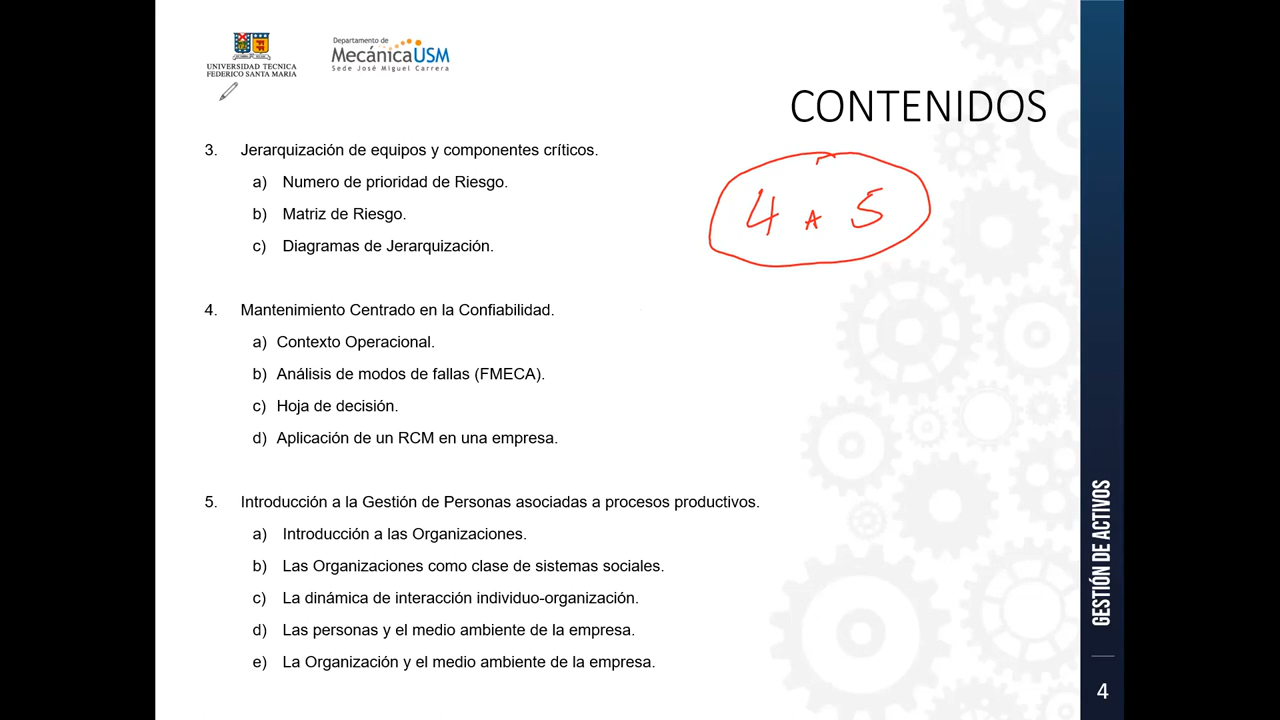 UNIVERSIDAD TECNICA
FEDERICO SANTA MARIA
Departamento de
MecánicaUSM
Sede José Miguel Carrera
CONTENIDOS
3. Jerarquización de equipos y componentes críticos.
a) Numero de prioridad de Riesgo.
b) Matriz de Riesgo.
c) Diagramas de Jerarquización.
4 A 5
4. Mantenimiento Centrado en la Confiabilidad.
a) Contexto Operacional.
b) Análisis de modos de fallas (FMECA).
c) Hoja de decisión.
d) Aplicación de un RCM en una empresa.
5. Introducción a la Gestión de Personas asociadas a procesos productivos.
a) Introducción a las Organizaciones.
b) Las Organizaciones como clase de sistemas sociales.
c) La dinámica de interacción individuo-organización.
d) Las personas y el medio ambiente de la empresa.
e) La Organización y el medio ambiente de la empresa.
GESTIÓN DE ACTIVOS
4